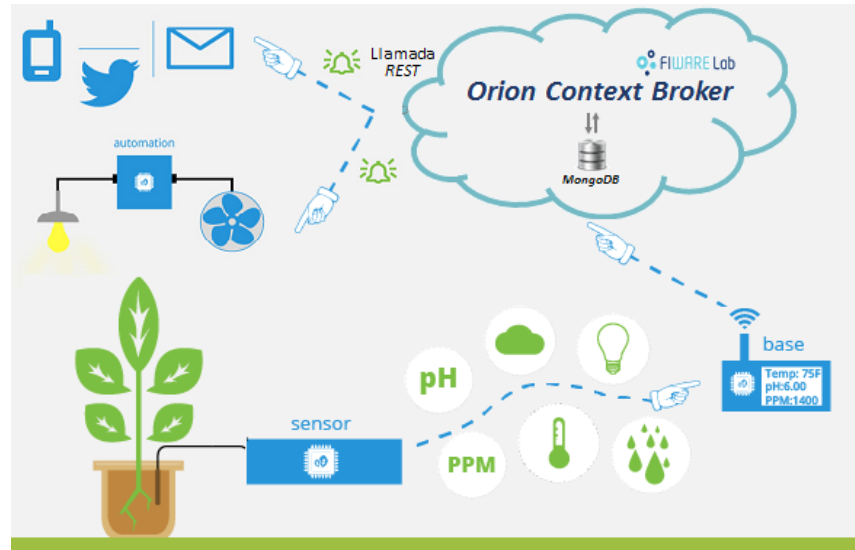 Llamada
REST
FIWARE Lab
Orion Context Broker
MongoDB
automation
base
Temp: 75F
pH:6.00
PPM:1400
pH
sensor
PPM